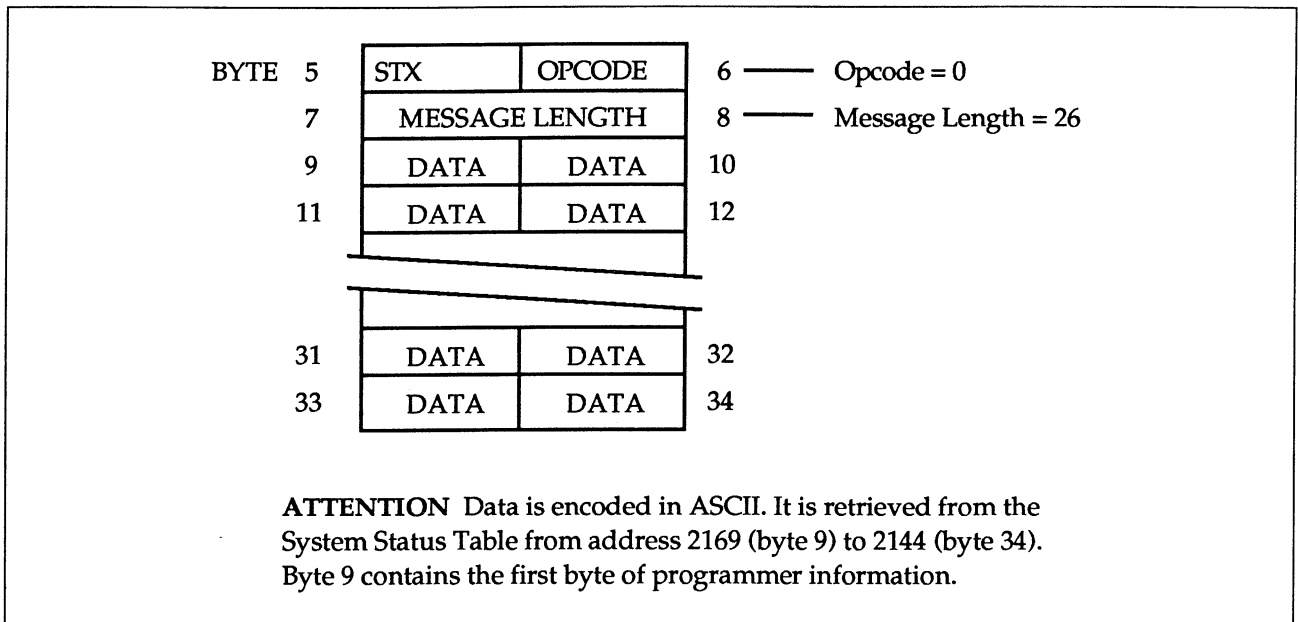 BYTE 5 STX OPCODE 6 Opcode = 0
7 MESSAGE LENGTH 8 Message Length = 26
9 DATA DATA 10
11 DATA DATA 12
31 DATA DATA 32
33 DATA DATA 34
ATTENTION Data is encoded in ASCII. It is retrieved from the
System Status Table from address 2169 (byte 9) to 2144 (byte 34).
Byte 9 contains the first byte of programmer information.